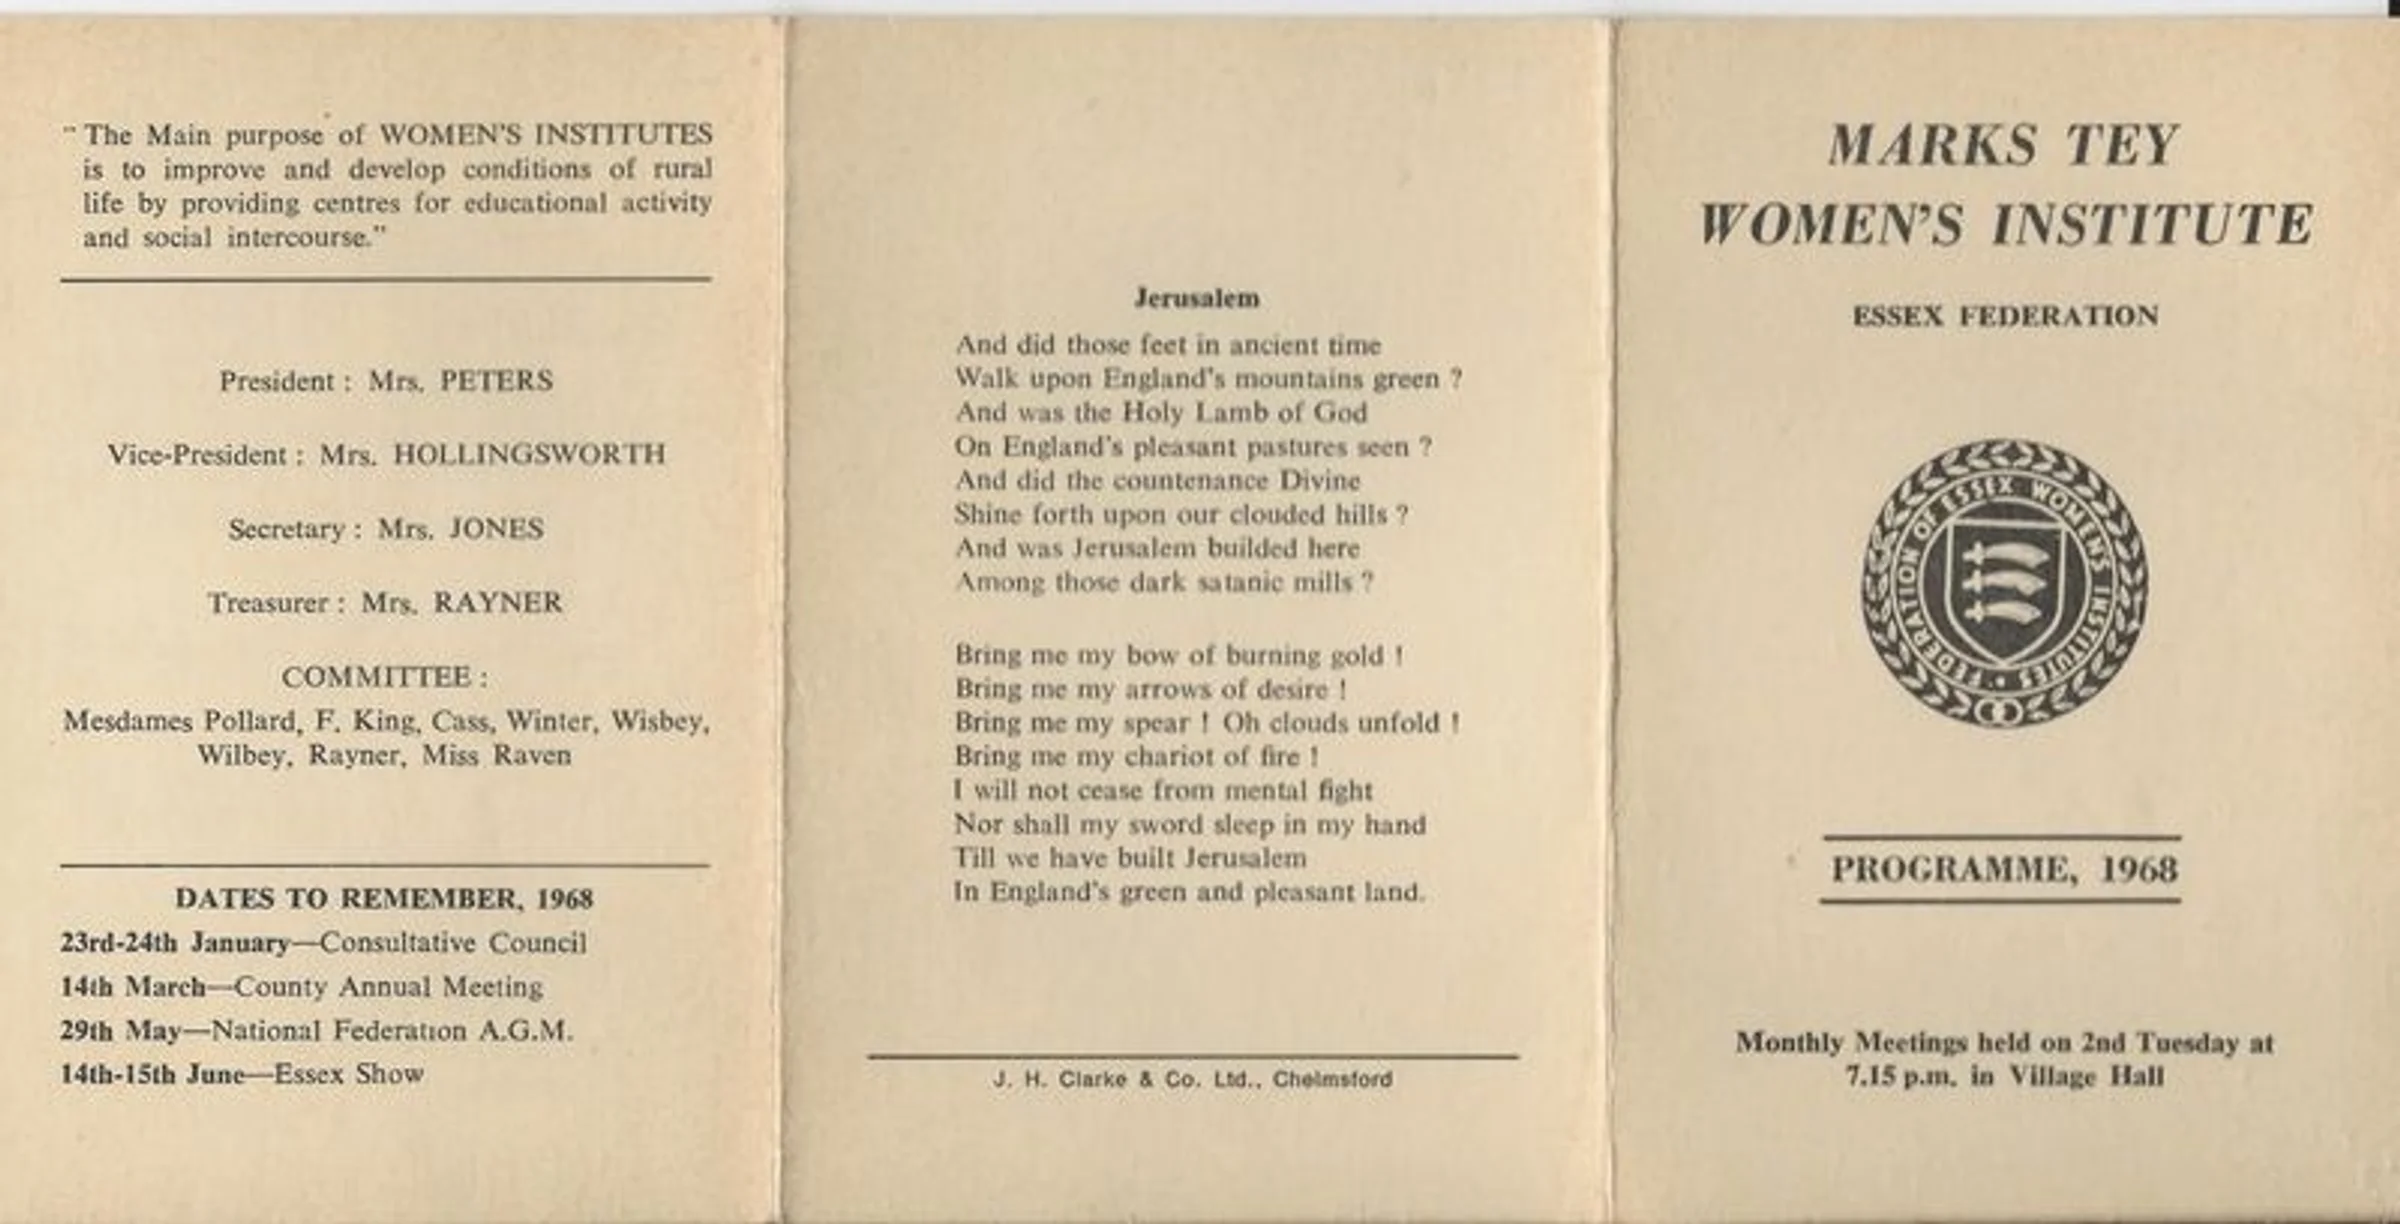 " The Main purpose of WOMEN'S INSTITUTES
is to improve and develop conditions of rural
life by providing centres for educational activity
and social intercourse."
President : Mrs. PETERS
Vice-President : Mrs. HOLLINGSWORTH
Secretary : Mrs. JONES
Treasurer : Mrs. RAYNER
COMMITTEE :
Mesdames Pollard, F. King, Cass, Winter, Wisbey,
Wilbey, Rayner, Miss Raven
DATES TO REMEMBER, 1968
23rd-24th January—Consultative Council
14th March—County Annual Meeting
29th May—National Federation A.G.M.
14th-15th June—Essex Show
Jerusalem
And did those feet in ancient time
Walk upon England's mountains green ?
And was the Holy Lamb of God
On England's pleasant pastures seen ?
And did the countenance Divine
Shine forth upon our clouded hills ?
And was Jerusalem builded here
Among those dark satanic mills ?
Bring me my bow of burning gold !
Bring me my arrows of desire !
Bring me my spear ! Oh clouds unfold !
Bring me my chariot of fire !
I will not cease from mental fight
Nor shall my sword sleep in my hand
Till we have built Jerusalem
In England's green and pleasant land.
J. H. Clarke & Co. Ltd., Chelmsford
MARKS TEY
WOMEN'S INSTITUTE
ESSEX FEDERATION
FEDERATION OF ESSEX WOMEN'S INSTITUTES
PROGRAMME, 1968
Monthly Meetings held on 2nd Tuesday at
7.15 p.m. in Village Hall